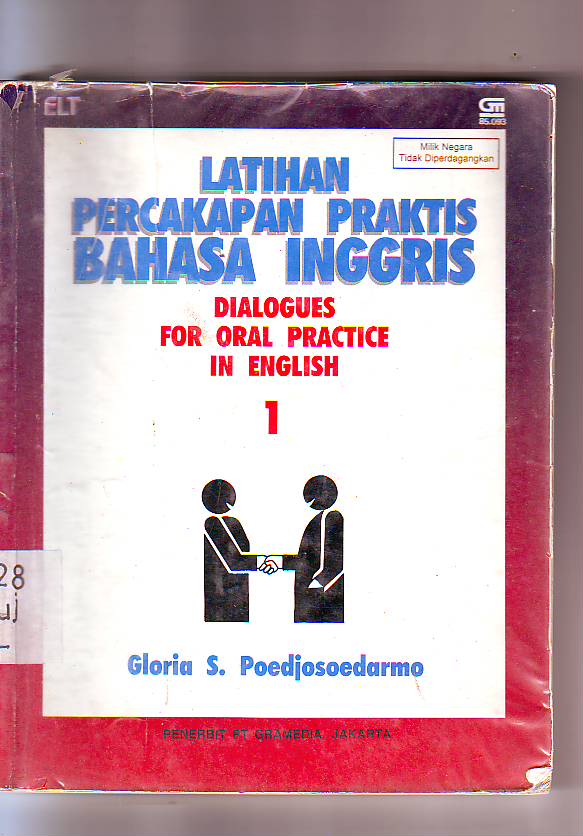 ELT
GM
85.093
Milik Negara
Tidak Diperdagangkan
LATIHAN
PERCAKAPAN PRAKTIS
BAHASA INGGRIS
DIALOGUES
FOR ORAL PRACTICE
IN ENGLISH
1
28
uj
Gloria S. Poedjosoedarmo
PENERBIT PT GRAMEDIA, JAKARTA